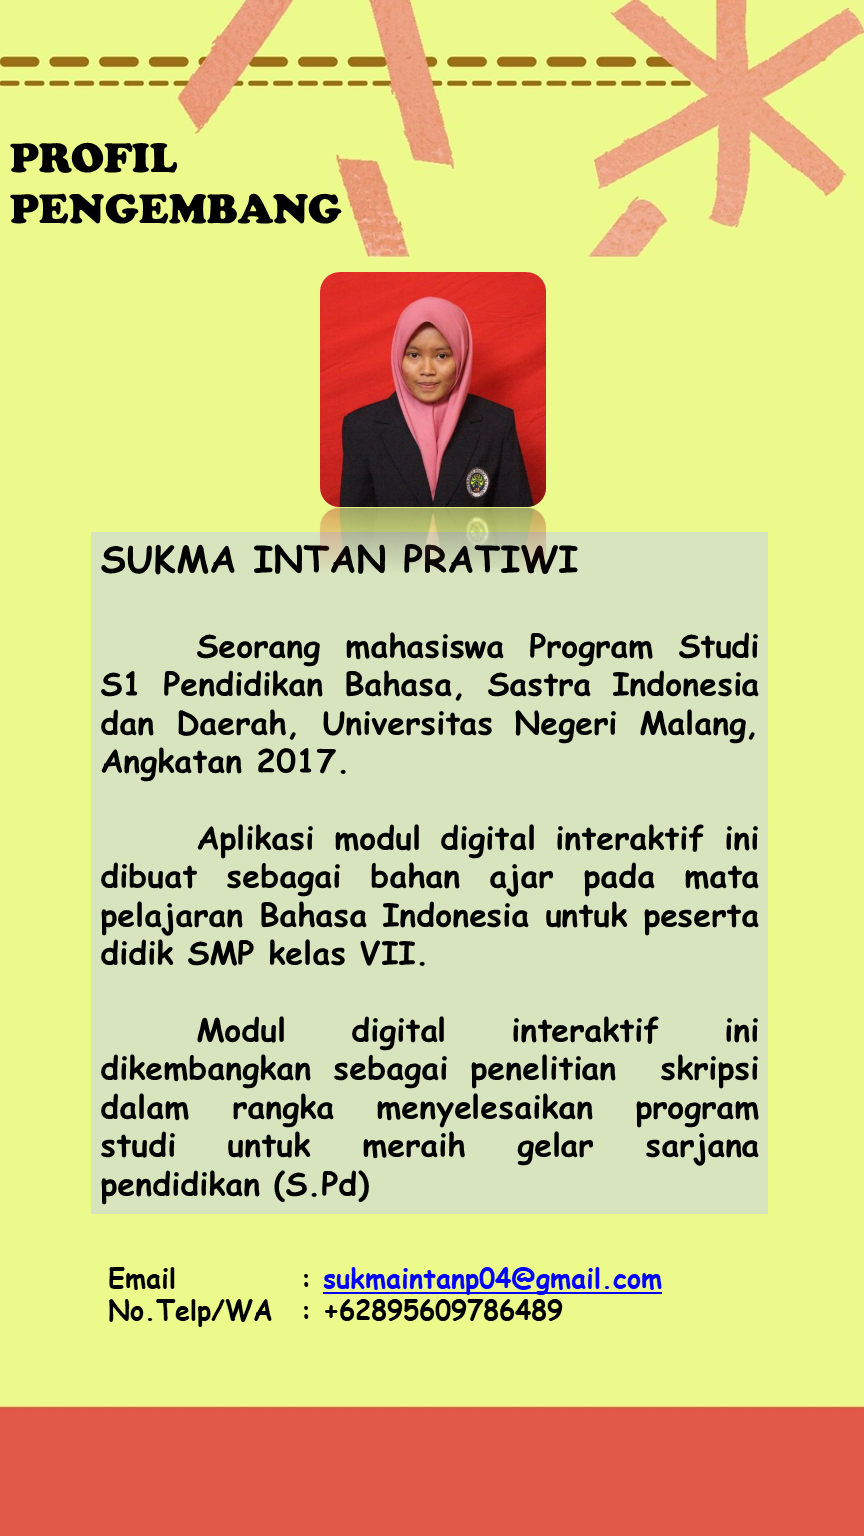 PROFIL
PENGEMBANG
SUKMA INTAN PRATIWI
Seorang mahasiswa Program Studi
S1 Pendidikan Bahasa, Sastra Indonesia
dan Daerah, Universitas Negeri Malang,
Angkatan 2017.
Aplikasi modul digital interaktif ini
dibuat sebagai bahan ajar pada mata
pelajaran Bahasa Indonesia untuk peserta
didik SMP kelas VII.
Modul digital interaktif ini
dikembangkan sebagai penelitian skripsi
dalam rangka menyelesaikan program
studi untuk meraih gelar sarjana
pendidikan (S.Pd)
Email : sukmaintanp04@gmail.com
No.Telp/WA : +62895609786489